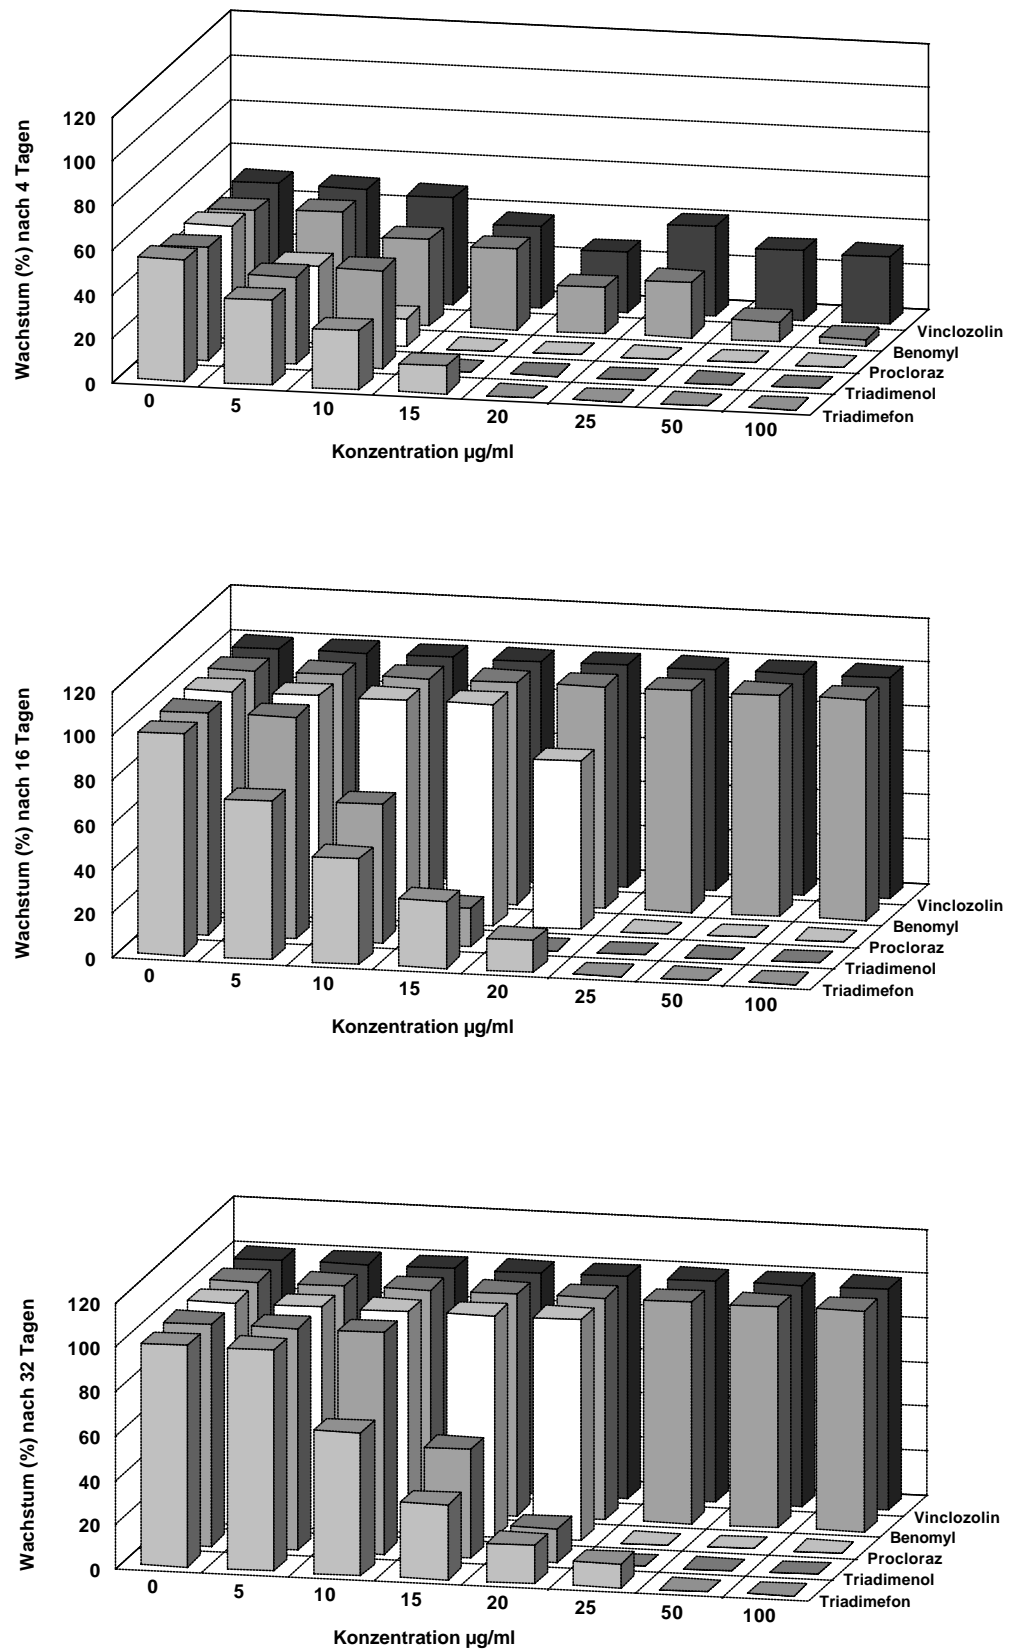 Wachstum (%) nach 4 Tagen
120
100
80
60
40
20
0
0
5
10
15
20
25
50
100
Vinclozolin
Benomyl
Procloraz
Triadimenol
Triadimefon
Konzentration µg/ml
Wachstum (%) nach 16 Tagen
120
100
80
60
40
20
0
0
5
10
15
20
25
50
100
Vinclozolin
Benomyl
Procloraz
Triadimenol
Triadimefon
Konzentration µg/ml
Wachstum (%) nach 32 Tagen
120
100
80
60
40
20
0
0
5
10
15
20
25
50
100
Vinclozolin
Benomyl
Procloraz
Triadimenol
Triadimefon
Konzentration µg/ml